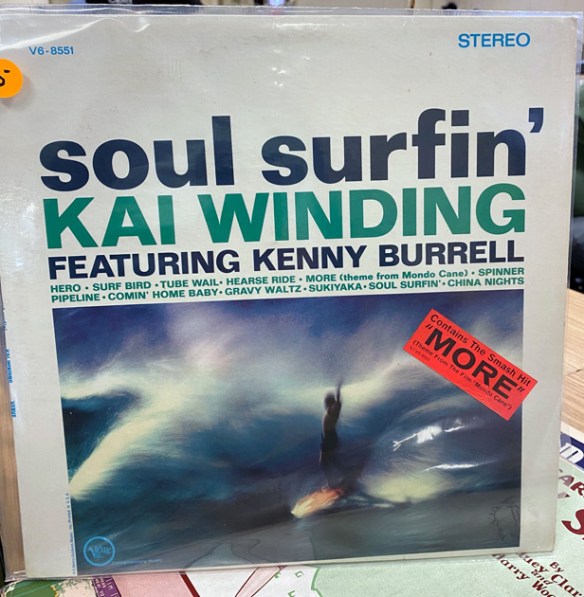 V6-8551
STEREO
soul surfin'
KAI WINDING
FEATURING KENNY BURRELL
HERO • SURF BIRD • TUBE WAIL • HEARSE RIDE • MORE (theme from Mondo Cane) • SPINNER
PIPELINE • COMIN' HOME BABY • GRAVY WALTZ • SUKIYAKA • SOUL SURFIN' • CHINA NIGHTS
Contains The Smash Hit
"MORE"
(Theme From The Film "Mondo Cane")
Verve
by
and